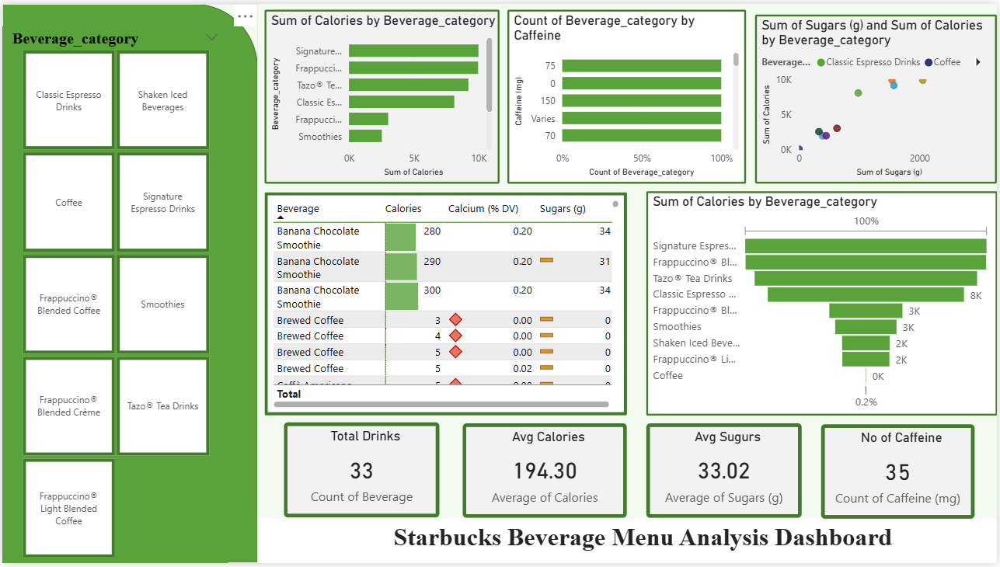 Beverage_category
Classic Espresso
Drinks
Shaken Iced
Beverages
Coffee
Signature
Espresso Drinks
Frappuccino®
Blended Coffee
Smoothies
Frappuccino®
Blended Crème
Tazo® Tea Drinks
Frappuccino®
Light Blended
Coffee
Sum of Calories by Beverage_category
Beverage_category
Signature...
Frappucci...
Tazo® Te...
Classic Es...
Frappucci...
Smoothies
0K 5K 10K
Sum of Calories
Count of Beverage_category by
Caffeine
Caffeine (mg)
75
0
150
Varies
70
0% 50% 100%
Count of Beverage_category
Sum of Sugars (g) and Sum of Calories
by Beverage_category
Beverage... Classic Espresso Drinks Coffee
Sum of Calories
10K
5K
0K
0 2000
Sum of Sugars (g)
Beverage Calories Calcium (% DV) Sugars (g)
Banana Chocolate 280 0.20 34
Smoothie
Banana Chocolate 290 0.20 31
Smoothie
Banana Chocolate 300 0.20 34
Smoothie
Brewed Coffee 3 0.00 0
Brewed Coffee 4 0.00 0
Brewed Coffee 5 0.00 0
Brewed Coffee 5 0.02 0
Caffè Americano 5 0.00 0
Total
Sum of Calories by Beverage_category
100%
Signature Espres...
Frappuccino® Bl...
Tazo® Tea Drinks
Classic Espresso ... 8K
Frappuccino® Bl... 3K
Smoothies 3K
Shaken Iced Beve... 2K
Frappuccino® Li... 2K
Coffee 0K
0.2%
Total Drinks
33
Count of Beverage
Avg Calories
194.30
Average of Calories
Avg Sugurs
33.02
Average of Sugars (g)
No of Caffeine
35
Count of Caffeine (mg)
Starbucks Beverage Menu Analysis Dashboard